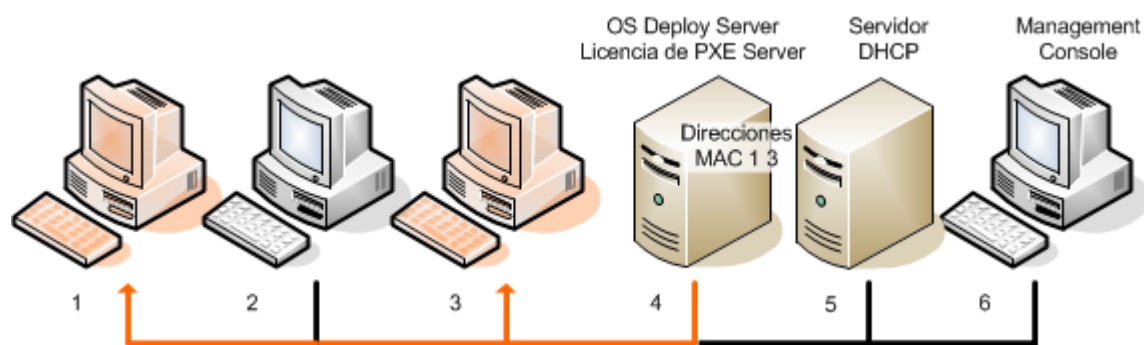 OS Deploy Server
Licencia de PXE Server
Servidor
DHCP
Management
Console
Direcciones
MAC 1 3
1
2
3
4
5
6